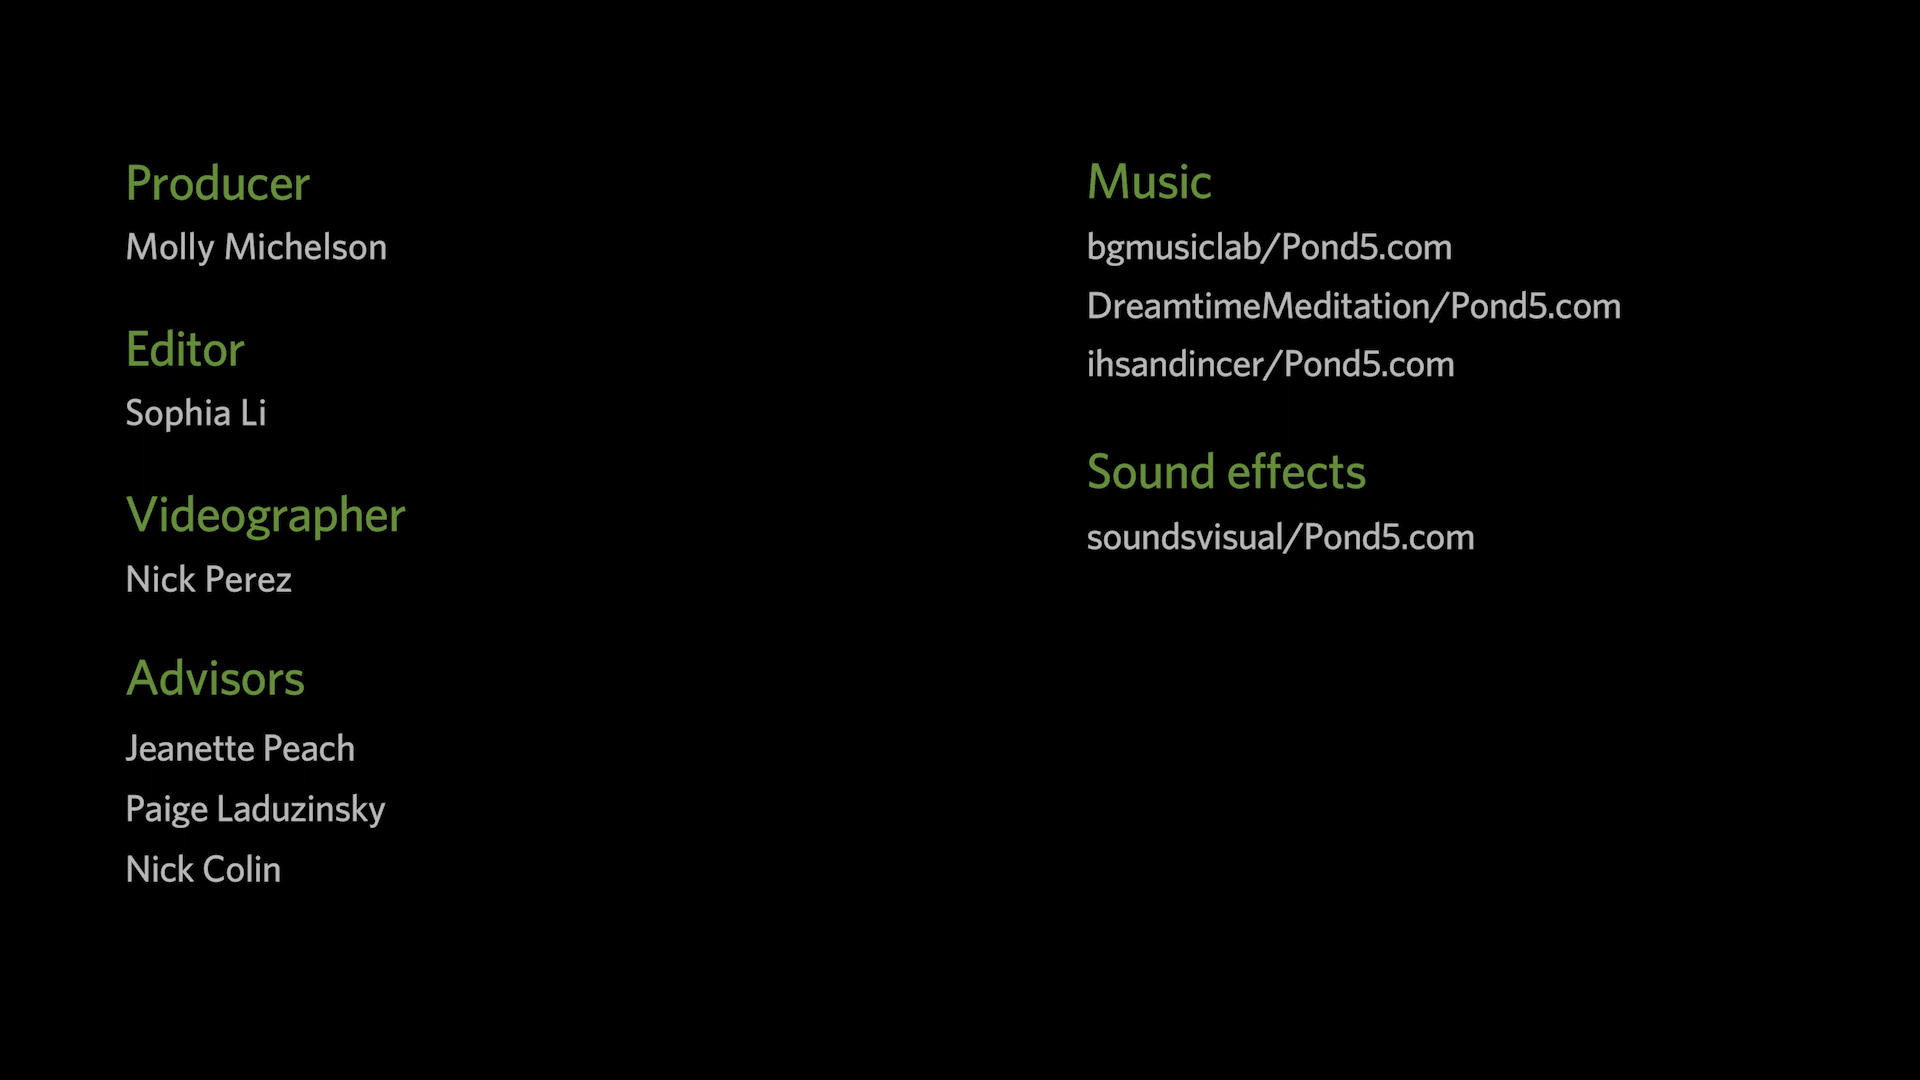 Producer
Molly Michelson
Editor
Sophia Li
Videographer
Nick Perez
Advisors
Jeanette Peach
Paige Laduzinsky
Nick Colin
Music
bgmusiclab/Pond5.com
DreamtimeMeditation/Pond5.com
ihsandincer/Pond5.com
Sound effects
soundsvisual/Pond5.com